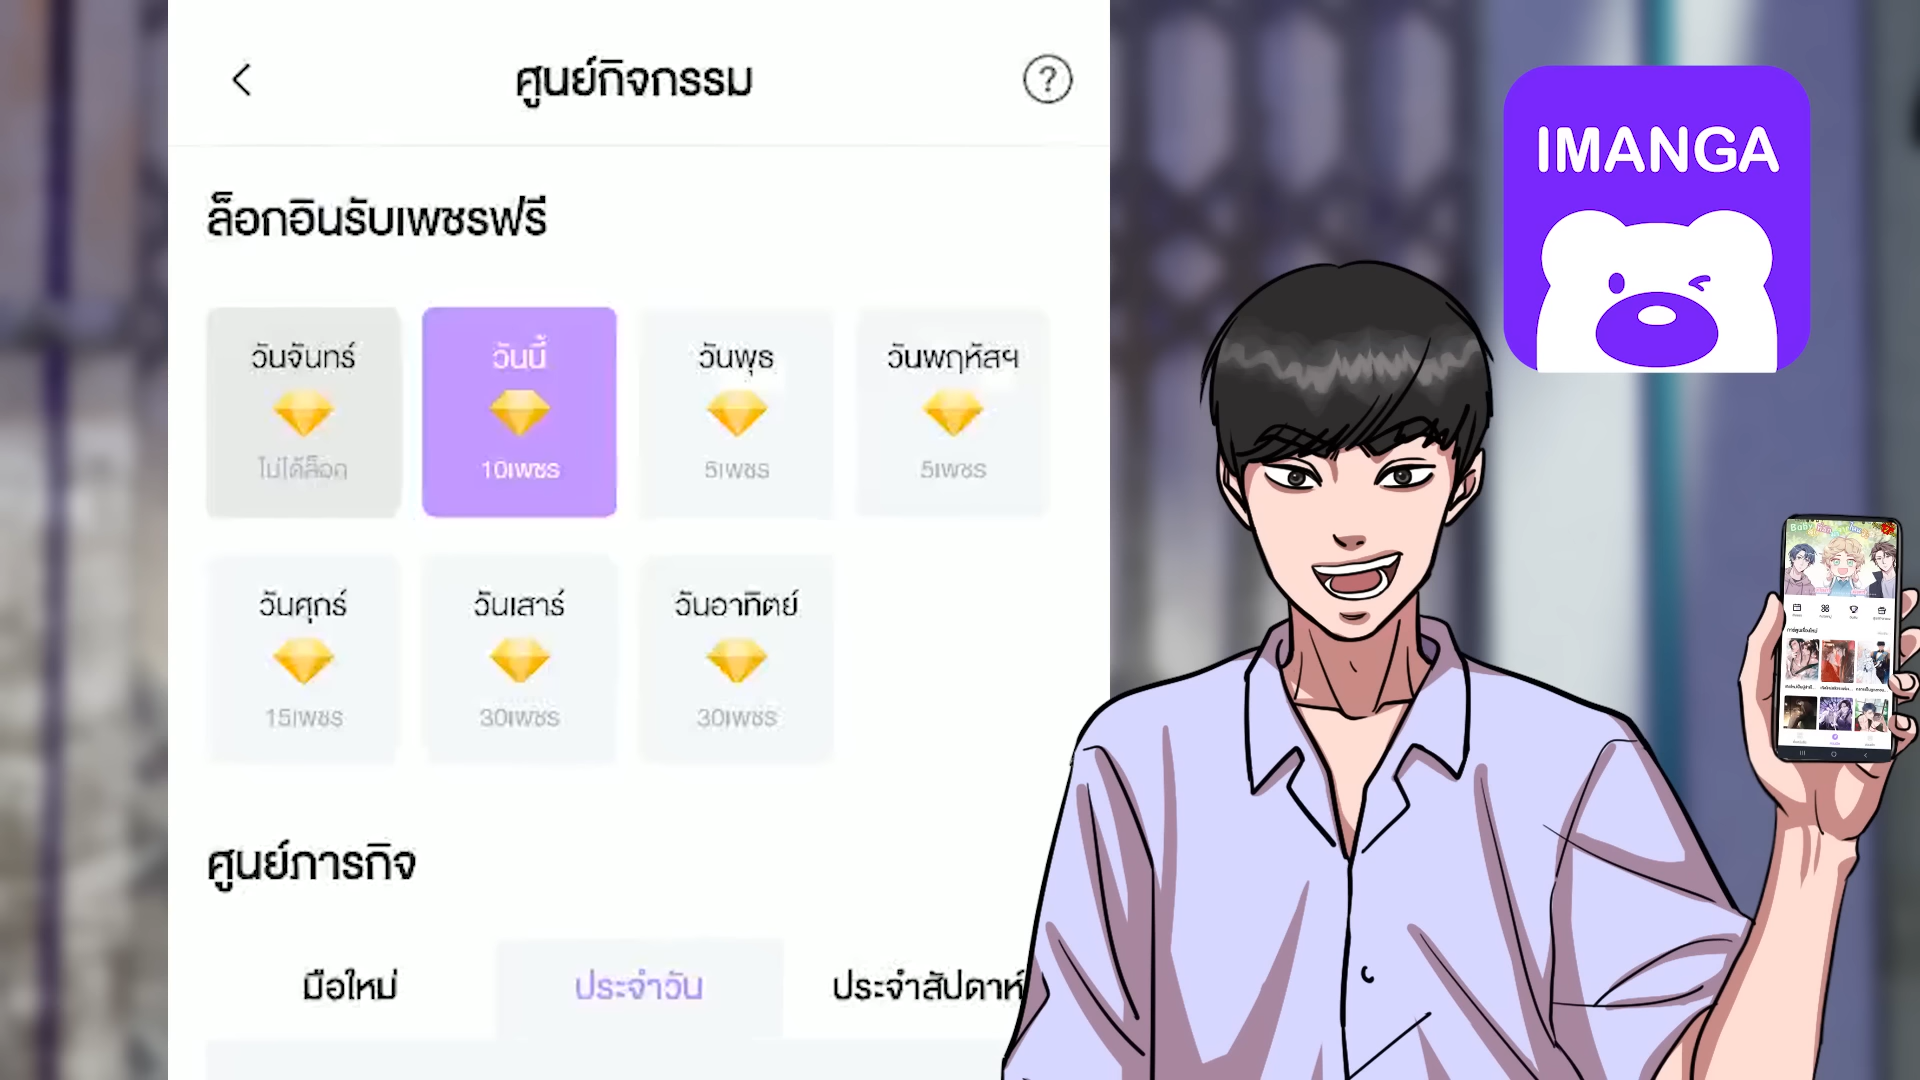 ศูนย์กิจกรรม
?
ล็อกอินรับเพชรฟรี
วันจันทร์
วันนี้
วันพุธ
วันพฤหัสฯ
ไม่ได้ล็อค
10เพชร
5เพชร
5เพชร
วันศุกร์
วันเสาร์
วันอาทิตย์
15เพชร
30เพชร
30เพชร
ศูนย์ภารกิจ
มือใหม่
ประจำวัน
ประจำสัปดาห์
IMANGA
Baby